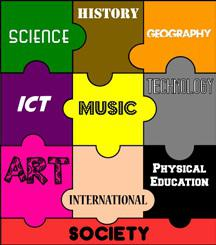 SCIENCE
HISTORY
GEOGRAPHY
ICT
MUSIC
TECHNOLOGY
ART
INTERNATIONAL
PHYSICAL
EDUCATION
SOCIETY